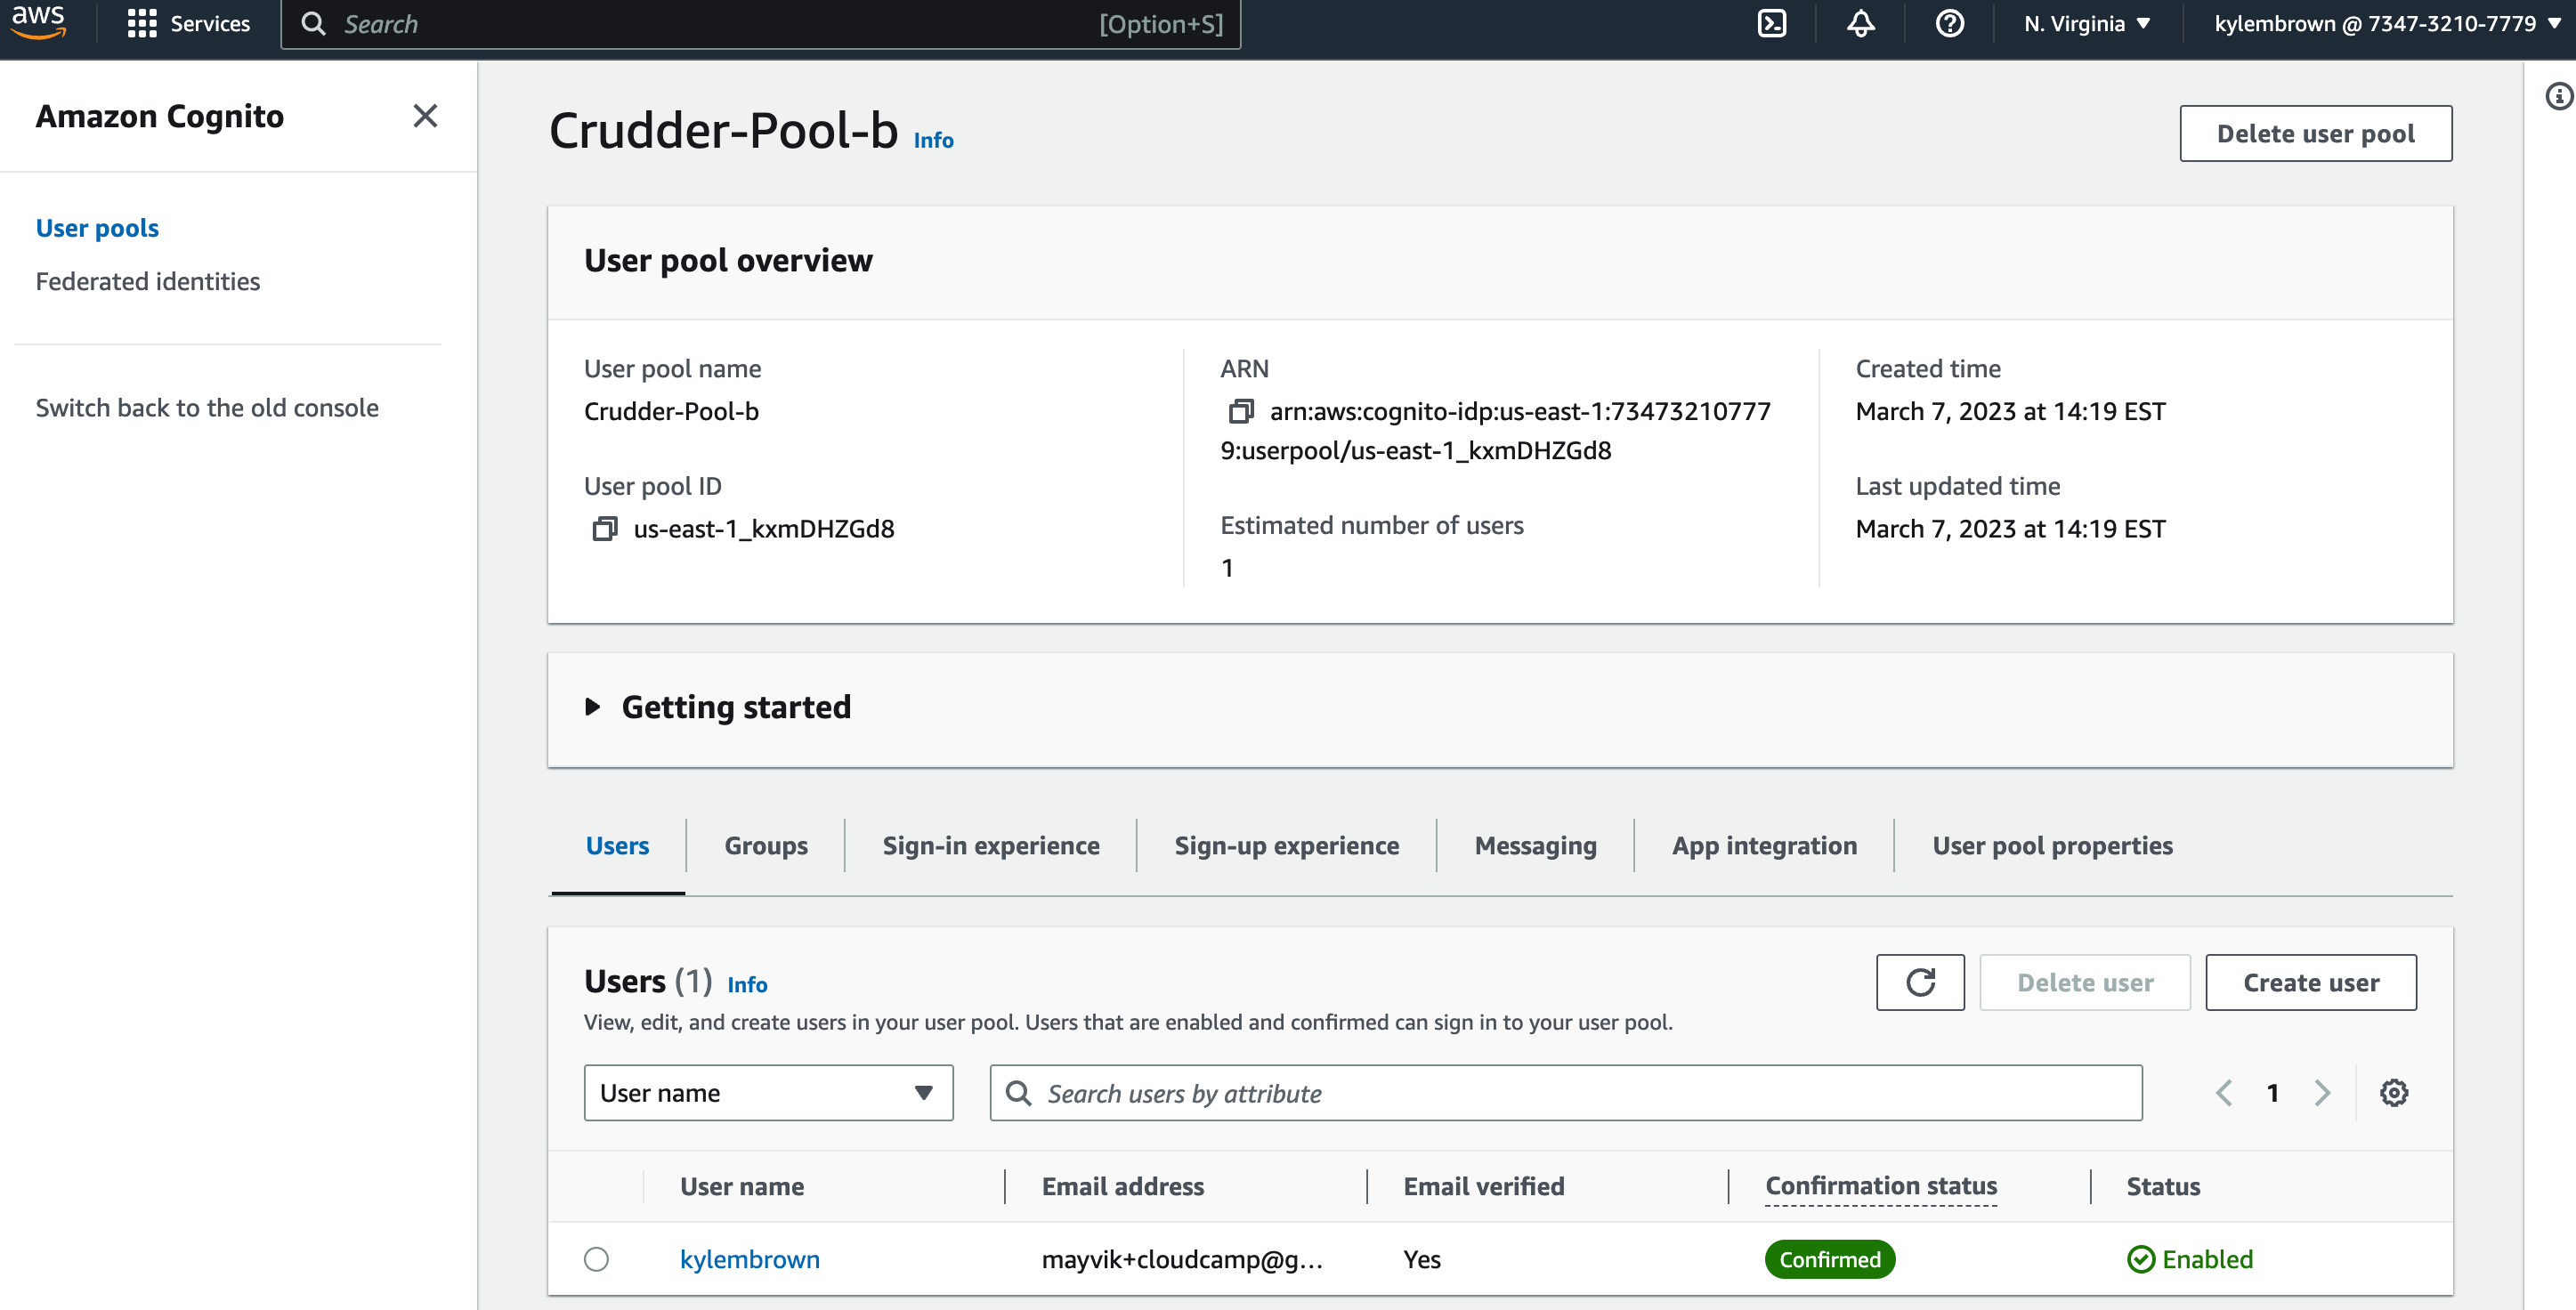 aws
Services
Search
[Option+S]
N. Virginia
kylembrown @ 7347-3210-7779
Amazon Cognito
User pools
Federated identities
Switch back to the old console
Crudder-Pool-b Info
Delete user pool
User pool overview
User pool name
Crudder-Pool-b
User pool ID
us-east-1_kxmDHZGd8
ARN
arn:aws:cognito-idp:us-east-1:73473210777
9:userpool/us-east-1_kxmDHZGd8
Estimated number of users
1
Created time
March 7, 2023 at 14:19 EST
Last updated time
March 7, 2023 at 14:19 EST
Getting started
Users Groups Sign-in experience Sign-up experience Messaging App integration User pool properties
Users (1) Info
View, edit, and create users in your user pool. Users that are enabled and confirmed can sign in to your user pool.
Delete user
Create user
User name
Search users by attribute
1
User name Email address Email verified Confirmation status Status
kylembrown mayvik+cloudcamp@g... Yes Confirmed Enabled